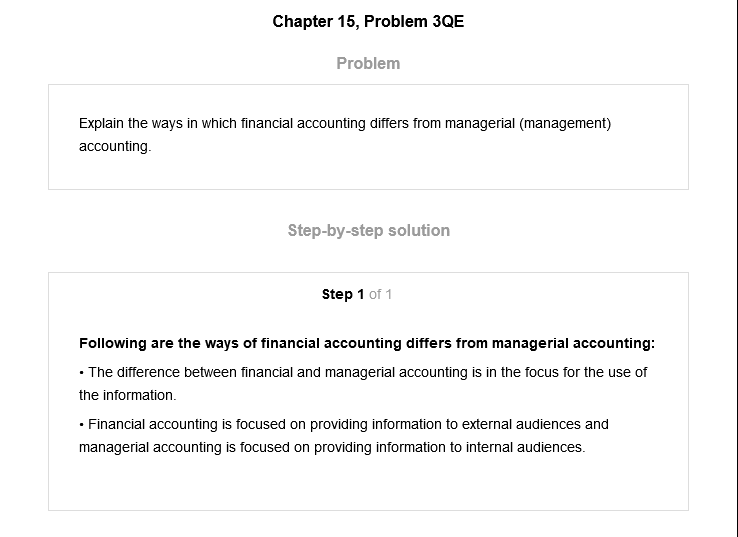 Chapter 15, Problem 3QE
Problem
Explain the ways in which financial accounting differs from managerial (management)
accounting.
Step-by-step solution
Step 1 of 1
Following are the ways of financial accounting differs from managerial accounting:
• The difference between financial and managerial accounting is in the focus for the use of
the information.
• Financial accounting is focused on providing information to external audiences and
managerial accounting is focused on providing information to internal audiences.